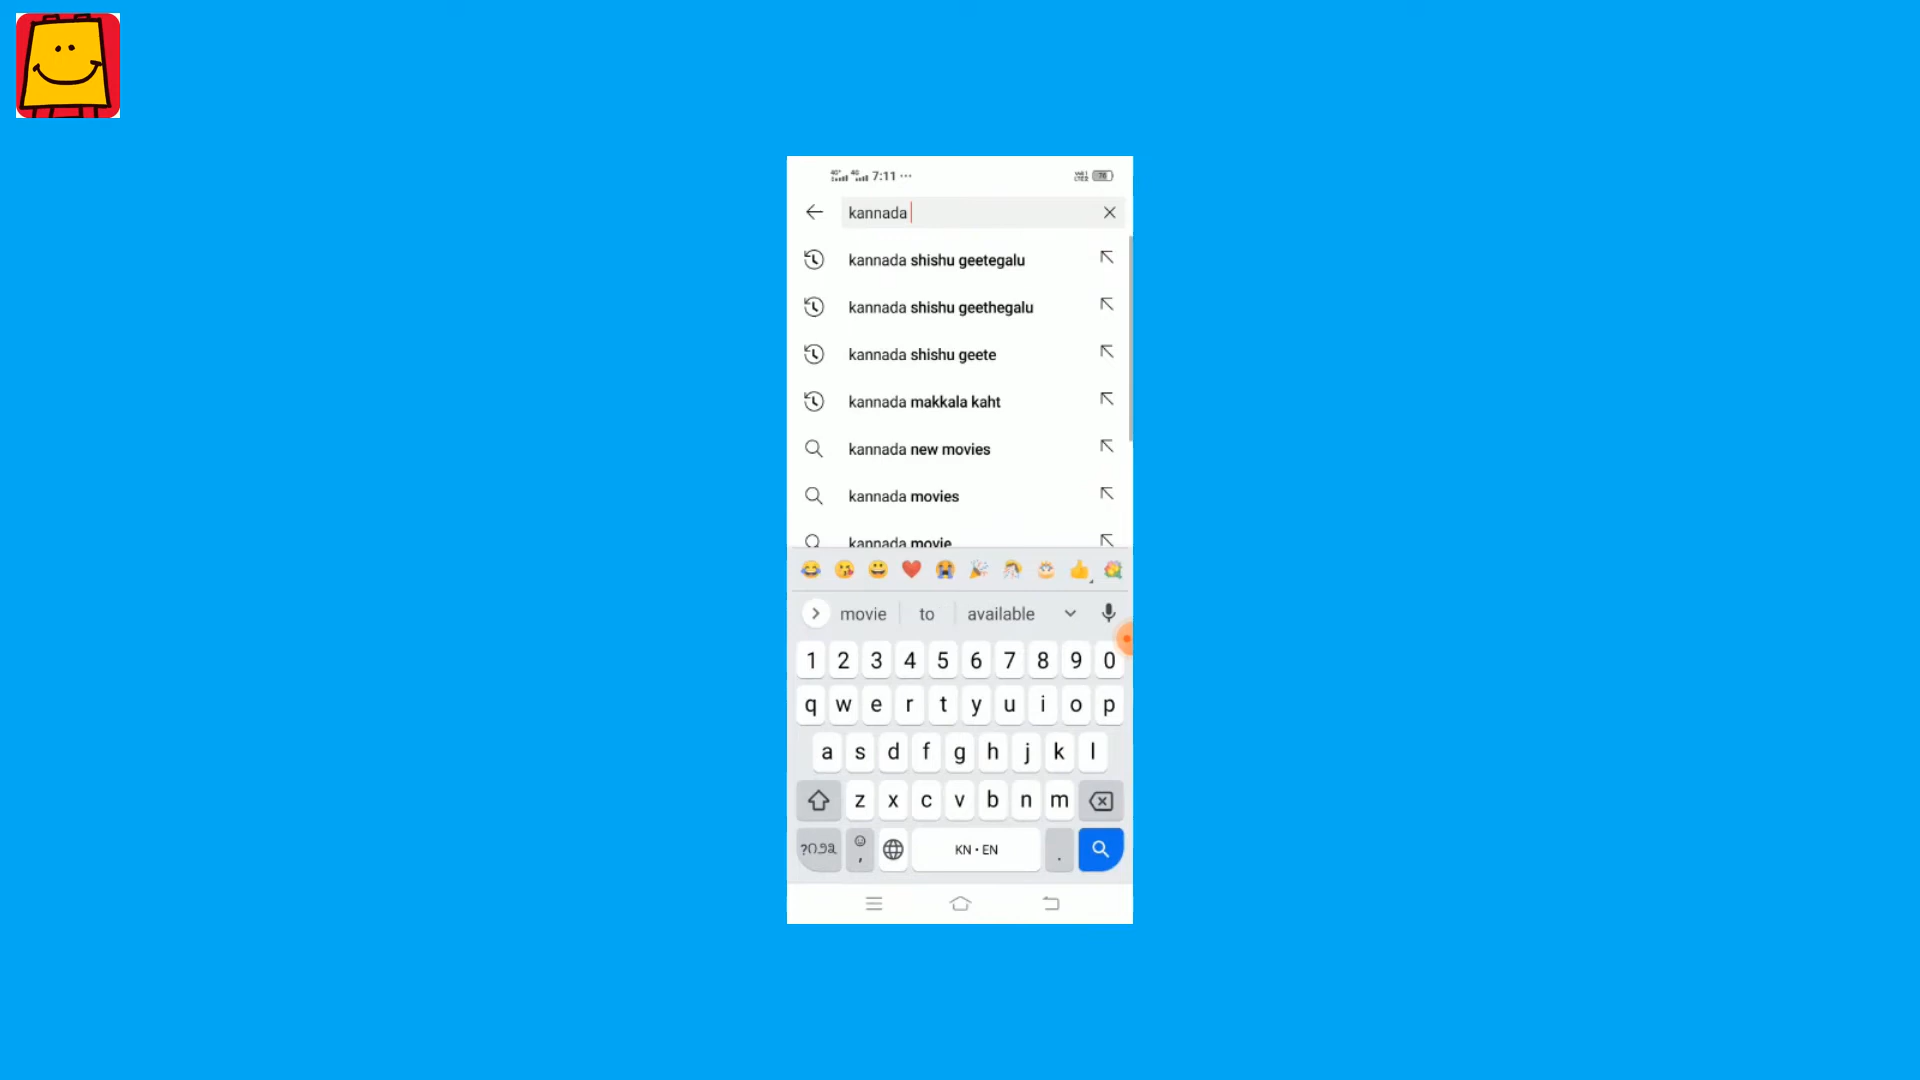 7:11 ...
kannada
kannada shishu geetegalu
kannada shishu geethegalu
kannada shishu geete
kannada makkala kaht
kannada new movies
kannada movies
kannada movie
movie to available
1 2 3 4 5 6 7 8 9 0
q w e r t y u i o p
a s d f g h j k l
z x c v b n m
, KN • EN .